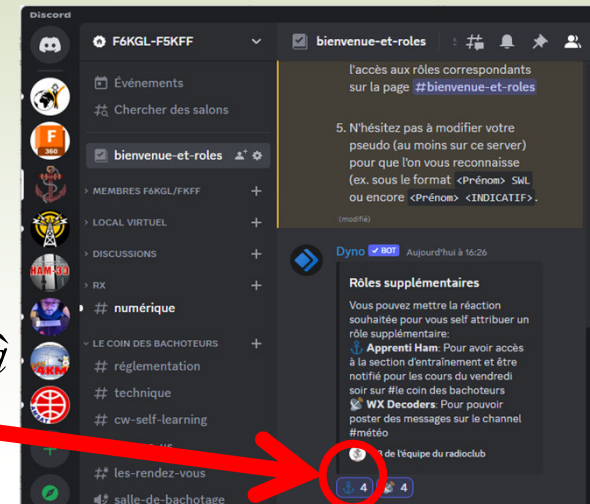 Discord
F6KGL-F5KFF
Événements
Chercher des salons
bienvenue-et-roles
MEMBRES F6KGL/FKFF
LOCAL VIRTUEL
DISCUSSIONS
RX
numérique
LE COIN DES BACHOTEURS
réglementation
technique
cw-self-learning
les-rendez-vous
salle-de-bachotage
F
360
HAM-30
4KM
bienvenue-et-roles
l'accès aux rôles correspondants
sur la page #bienvenue-et-roles
5. N'hésitez pas à modifier votre
pseudo (au moins sur ce server)
pour que l'on vous reconnaisse
(ex. sous le format <Prénom> SWL
ou encore <Prénom> <INDICATIF>.
(modifié)
Dyno BOT Aujourd'hui à 16:26
Rôles supplémentaires
Vous pouvez mettre la réaction
souhaitée pour vous self attribuer un
rôle supplémentaire:
Apprenti Ham: Pour avoir accès
à la section d'entraînement et être
notifié pour les cours du vendredi
soir sur #le coin des bachoteurs
WX Decoders: Pour pouvoir
poster des messages sur le channel
#météo
de l'équipe du radioclub
4 4